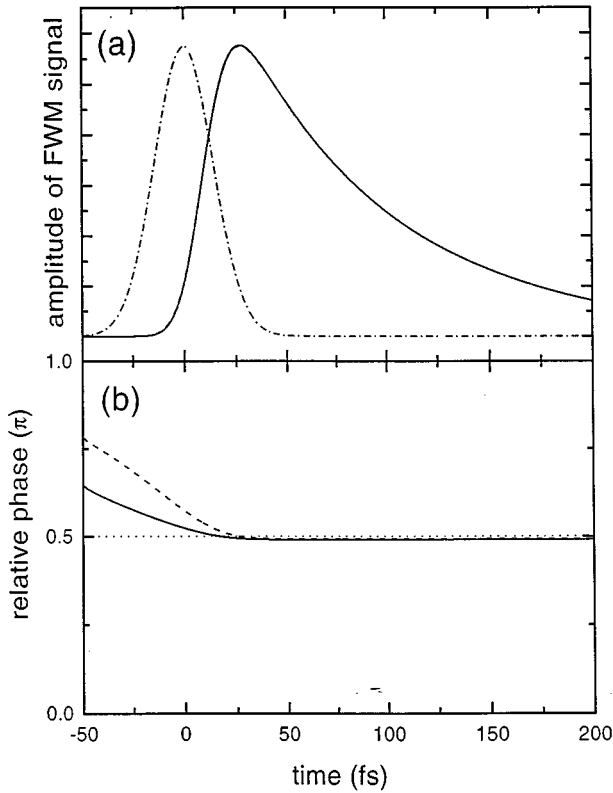 (a)
amplitude of FWM signal
1.0
(b)
relative phase (π)
0.5
0.0
-50 0 50 100 150 200
time (fs)